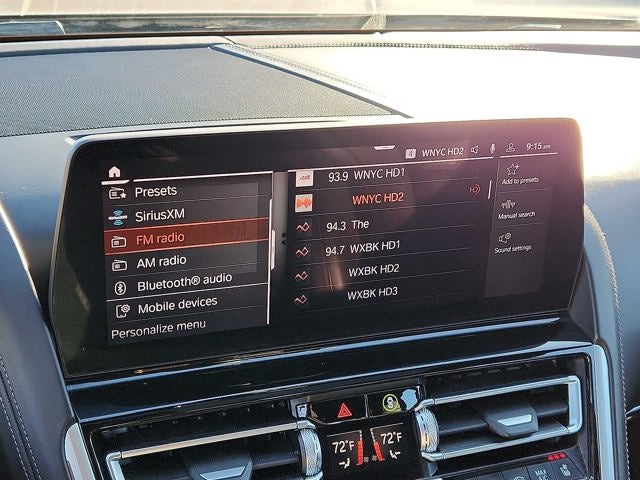 4 WNYC HD2 9:15 am
Presets
SiriusXM
FM radio
AM radio
Bluetooth® audio
Mobile devices
Personalize menu
93.9 WNYC HD1
WNYC HD2
94.3 The
94.7 WXBK HD1
WXBK HD2
WXBK HD3
Add to presets
Manual search
Sound settings
72°F 72°F
MAX
A/C